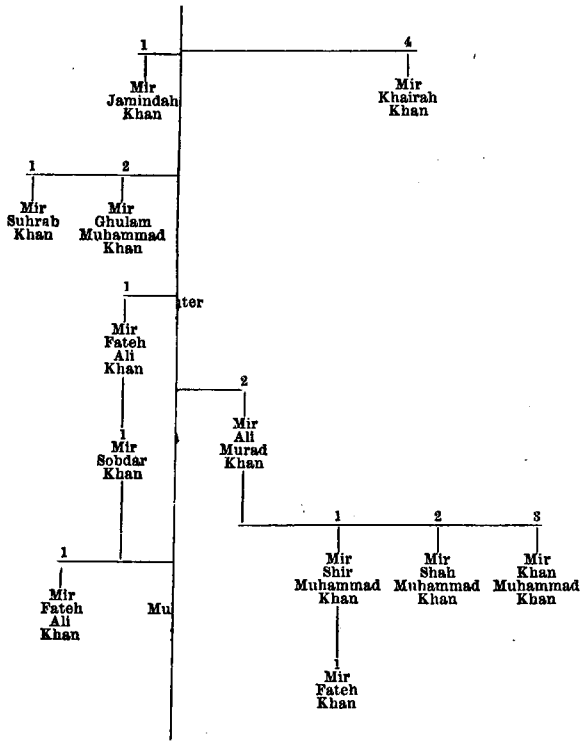 1
4
Mir
Jamindah
Khan
Mir
Khairah
Khan
1
2
Mir
Suhrab
Khan
Mir
Ghulam
Muhammad
Khan
1
ter
Mir
Fateh
Ali
Khan
2
Mir
Ali
Murad
Khan
1
Mir
Sobdar
Khan
1
2
3
Mir
Shir
Muhammad
Khan
Mir
Shah
Muhammad
Khan
Mir
Khan
Muhammad
Khan
1
Mir
Fateh
Ali
Khan
Mu
1
Mir
Fateh
Khan